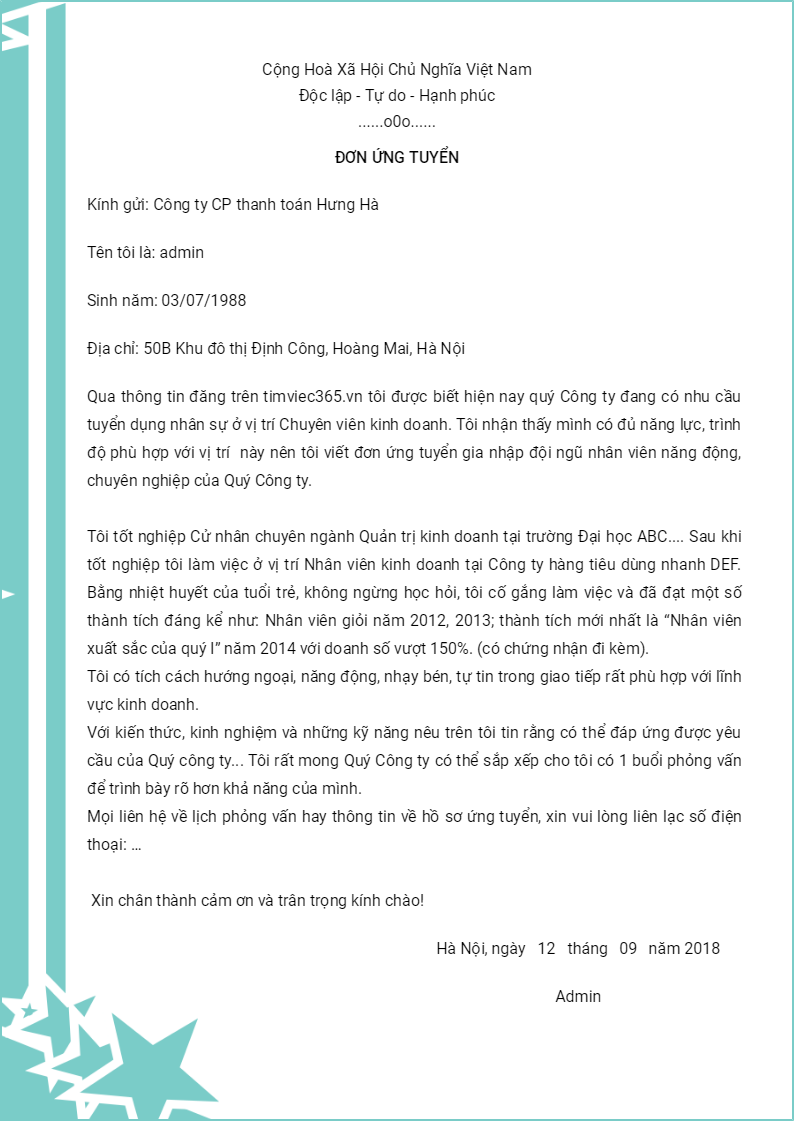 Cộng Hoà Xã Hội Chủ Nghĩa Việt Nam
Độc lập - Tự do - Hạnh phúc
......o0o......
ĐƠN ỨNG TUYỂN
Kính gửi: Công ty CP thanh toán Hưng Hà
Tên tôi là: admin
Sinh năm: 03/07/1988
Địa chỉ: 50B Khu đô thị Định Công, Hoàng Mai, Hà Nội
Qua thông tin đăng trên timviec365.vn tôi được biết hiện nay quý Công ty đang có nhu cầu
tuyển dụng nhân sự ở vị trí Chuyên viên kinh doanh. Tôi nhận thấy mình có đủ năng lực, trình
độ phù hợp với vị trí  này nên tôi viết đơn ứng tuyển gia nhập đội ngũ nhân viên năng động,
chuyên nghiệp của Quý Công ty.
Tôi tốt nghiệp Cử nhân chuyên ngành Quản trị kinh doanh tại trường Đại học ABC.... Sau khi
tốt nghiệp tôi làm việc ở vị trí Nhân viên kinh doanh tại Công ty hàng tiêu dùng nhanh DEF.
Bằng nhiệt huyết của tuổi trẻ, không ngừng học hỏi, tôi cố gắng làm việc và đã đạt một số
thành tích đáng kể như: Nhân viên giỏi năm 2012, 2013; thành tích mới nhất là “Nhân viên
xuất sắc của quý I” năm 2014 với doanh số vượt 150%. (có chứng nhận đi kèm).
Tôi có tích cách hướng ngoại, năng động, nhạy bén, tự tin trong giao tiếp rất phù hợp với lĩnh
vực kinh doanh.
Với kiến thức, kinh nghiệm và những kỹ năng nêu trên tôi tin rằng có thể đáp ứng được yêu
cầu của Quý công ty... Tôi rất mong Quý Công ty có thể sắp xếp cho tôi có 1 buổi phỏng vấn
để trình bày rõ hơn khả năng của mình.
Mọi liên hệ về lịch phỏng vấn hay thông tin về hồ sơ ứng tuyển, xin vui lòng liên lạc số điện
thoại: …
Xin chân thành cảm ơn và trân trọng kính chào!
Hà Nội, ngày 12 tháng 09 năm 2018
Admin